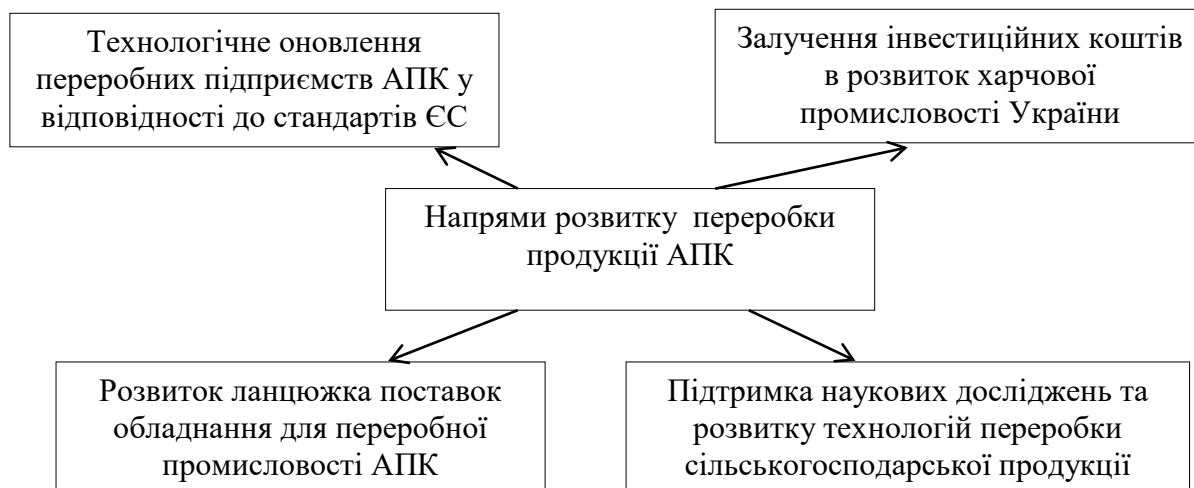 Технологічне оновлення
переробних підприємств АПК у
відповідності до стандартів ЄС
Залучення інвестиційних коштів
в розвиток харчової
промисловості України
Напрями розвитку переробки
продукції АПК
Розвиток ланцюжка поставок
обладнання для переробної
промисловості АПК
Підтримка наукових досліджень та
розвитку технологій переробки
сільськогосподарської продукції